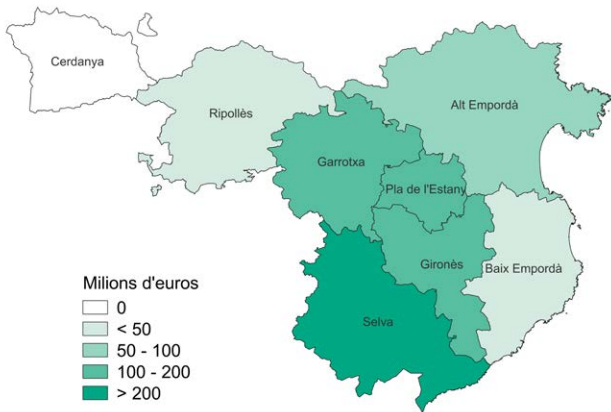 Cerdanya
Ripollès
Alt Empordà
Garrotxa
Pla de l'Estany
Gironès
Baix Empordà
Selva
Milions d'euros
0
< 50
50 - 100
100 - 200
> 200